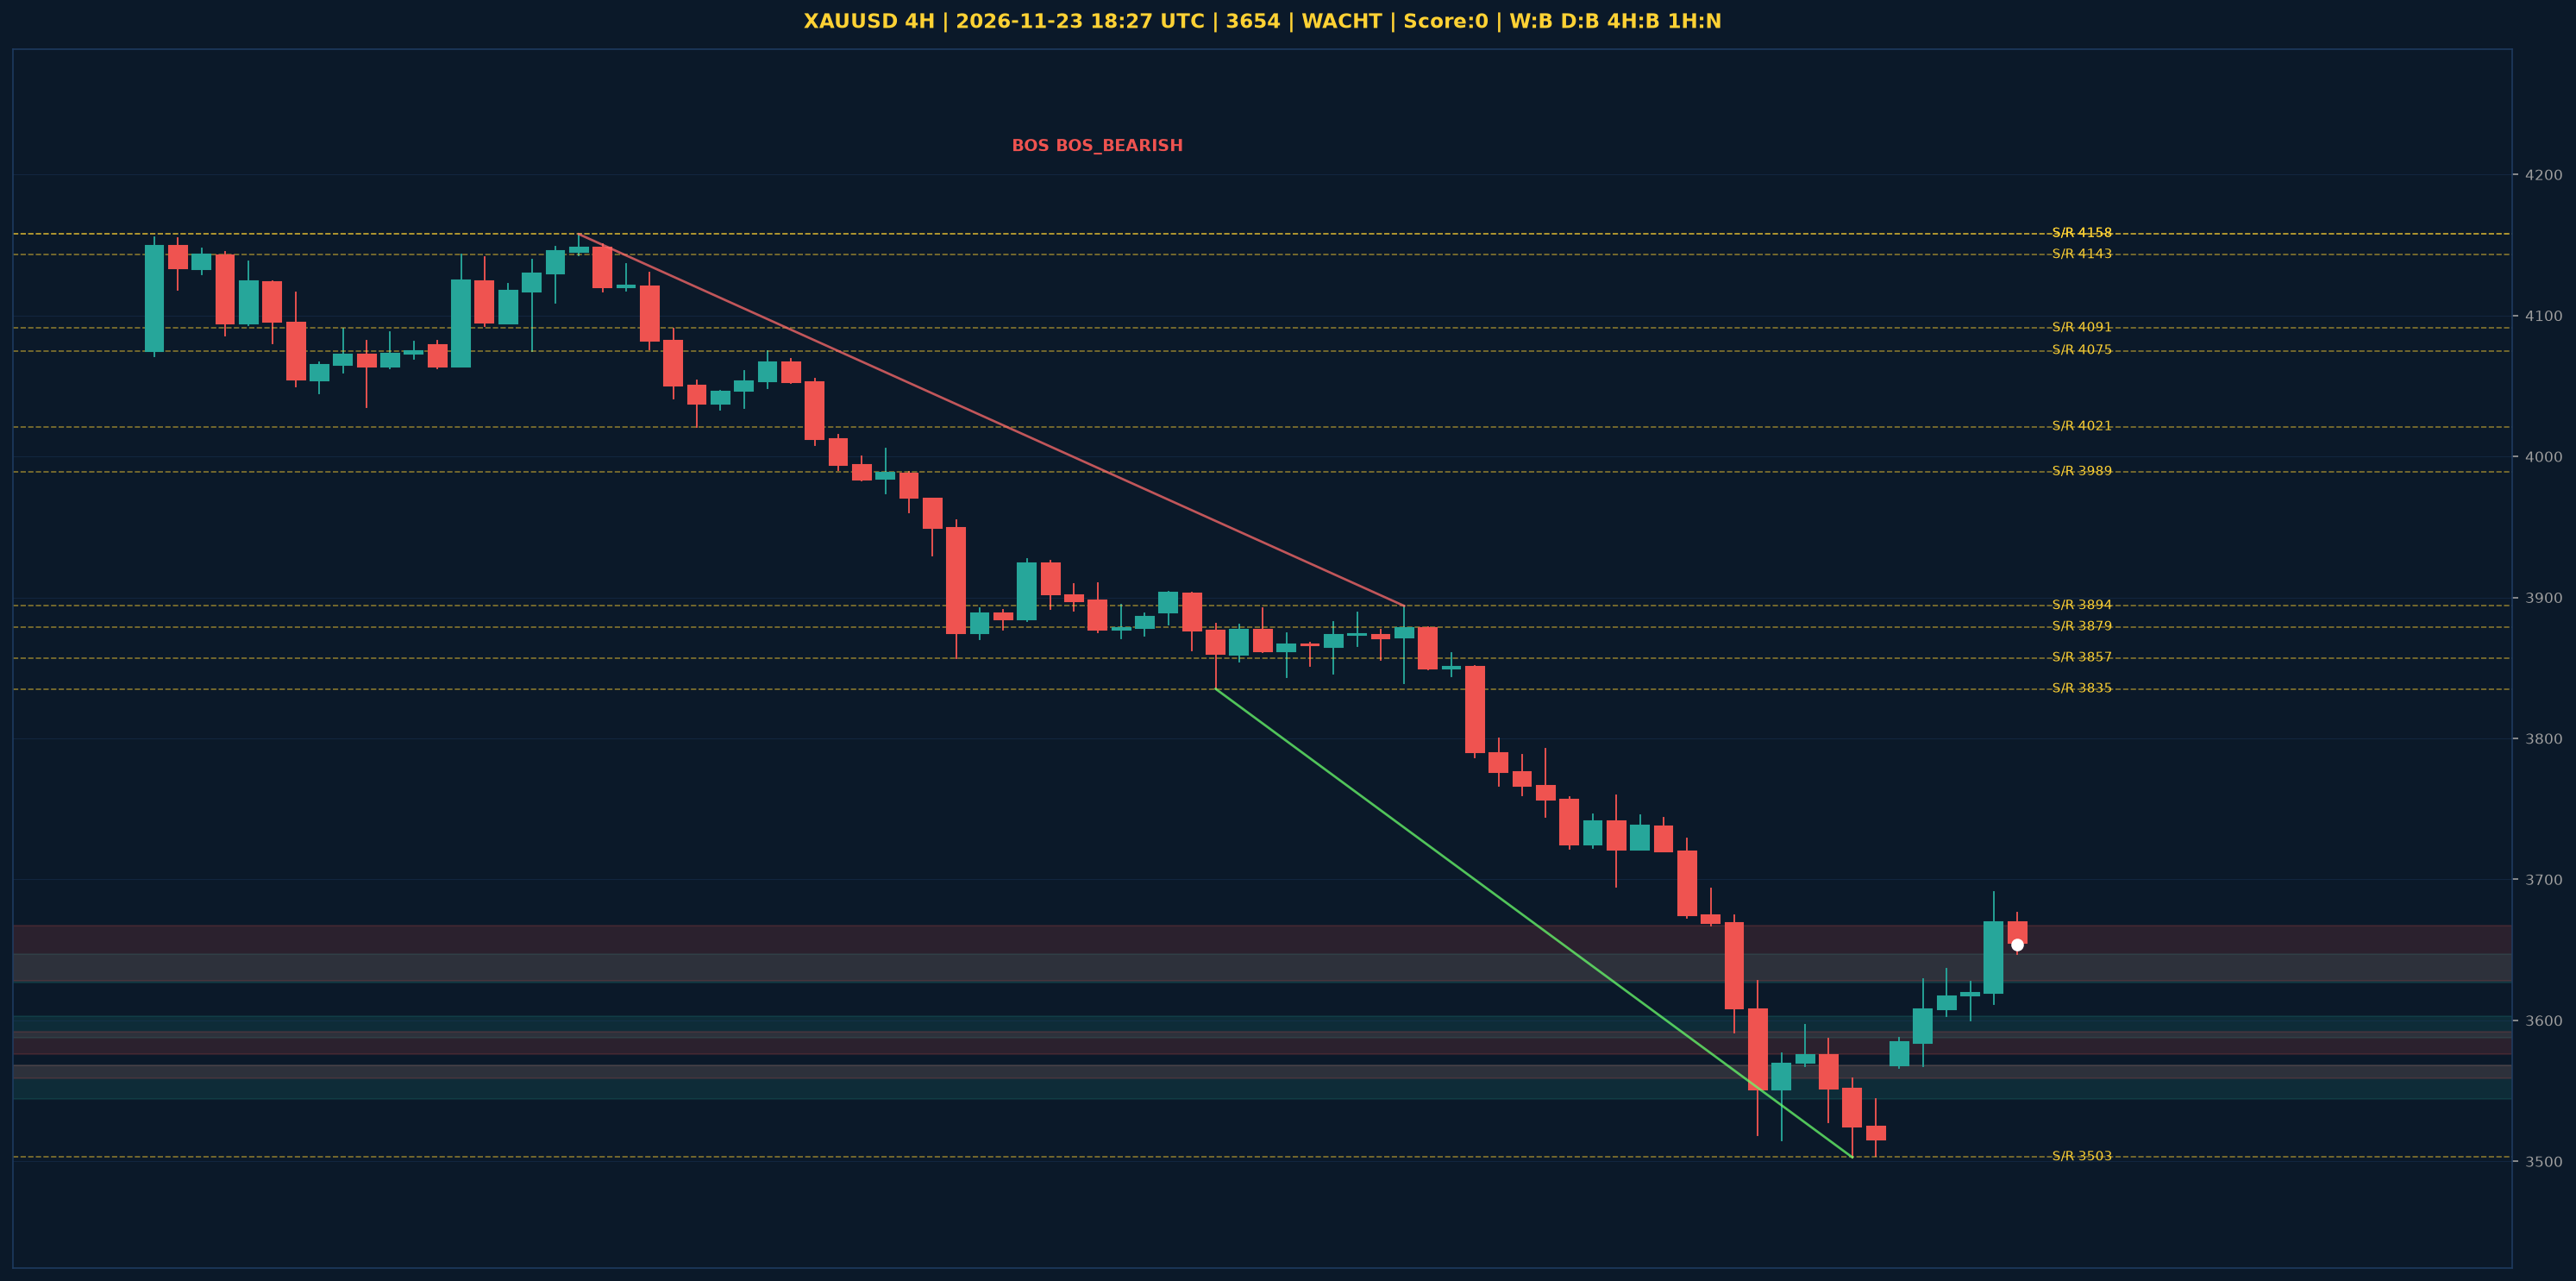 XAUUSD 4H | 2026-11-23 18:27 UTC | 3654 | WACHT | Score:0 | W:B D:B 4H:B 1H:N
BOS BOS_BEARISH
4200
S/R 4158
S/R 4143
4100
S/R 4091
S/R 4075
S/R 4021
4000
S/R 3989
3900
S/R 3894
S/R 3879
S/R 3857
S/R 3835
3800
3700
3600
S/R 3503
3500